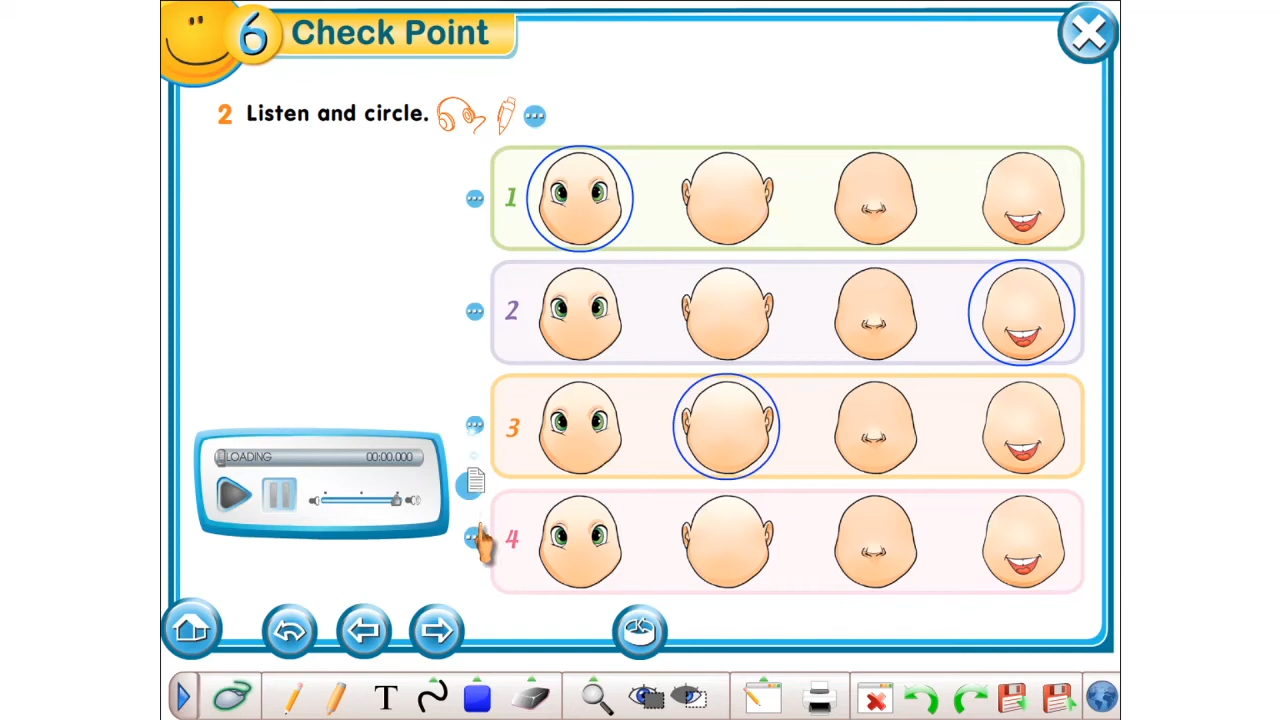 6 Check Point
2 Listen and circle.
1
2
3
LOADING 00:00.000
4
T